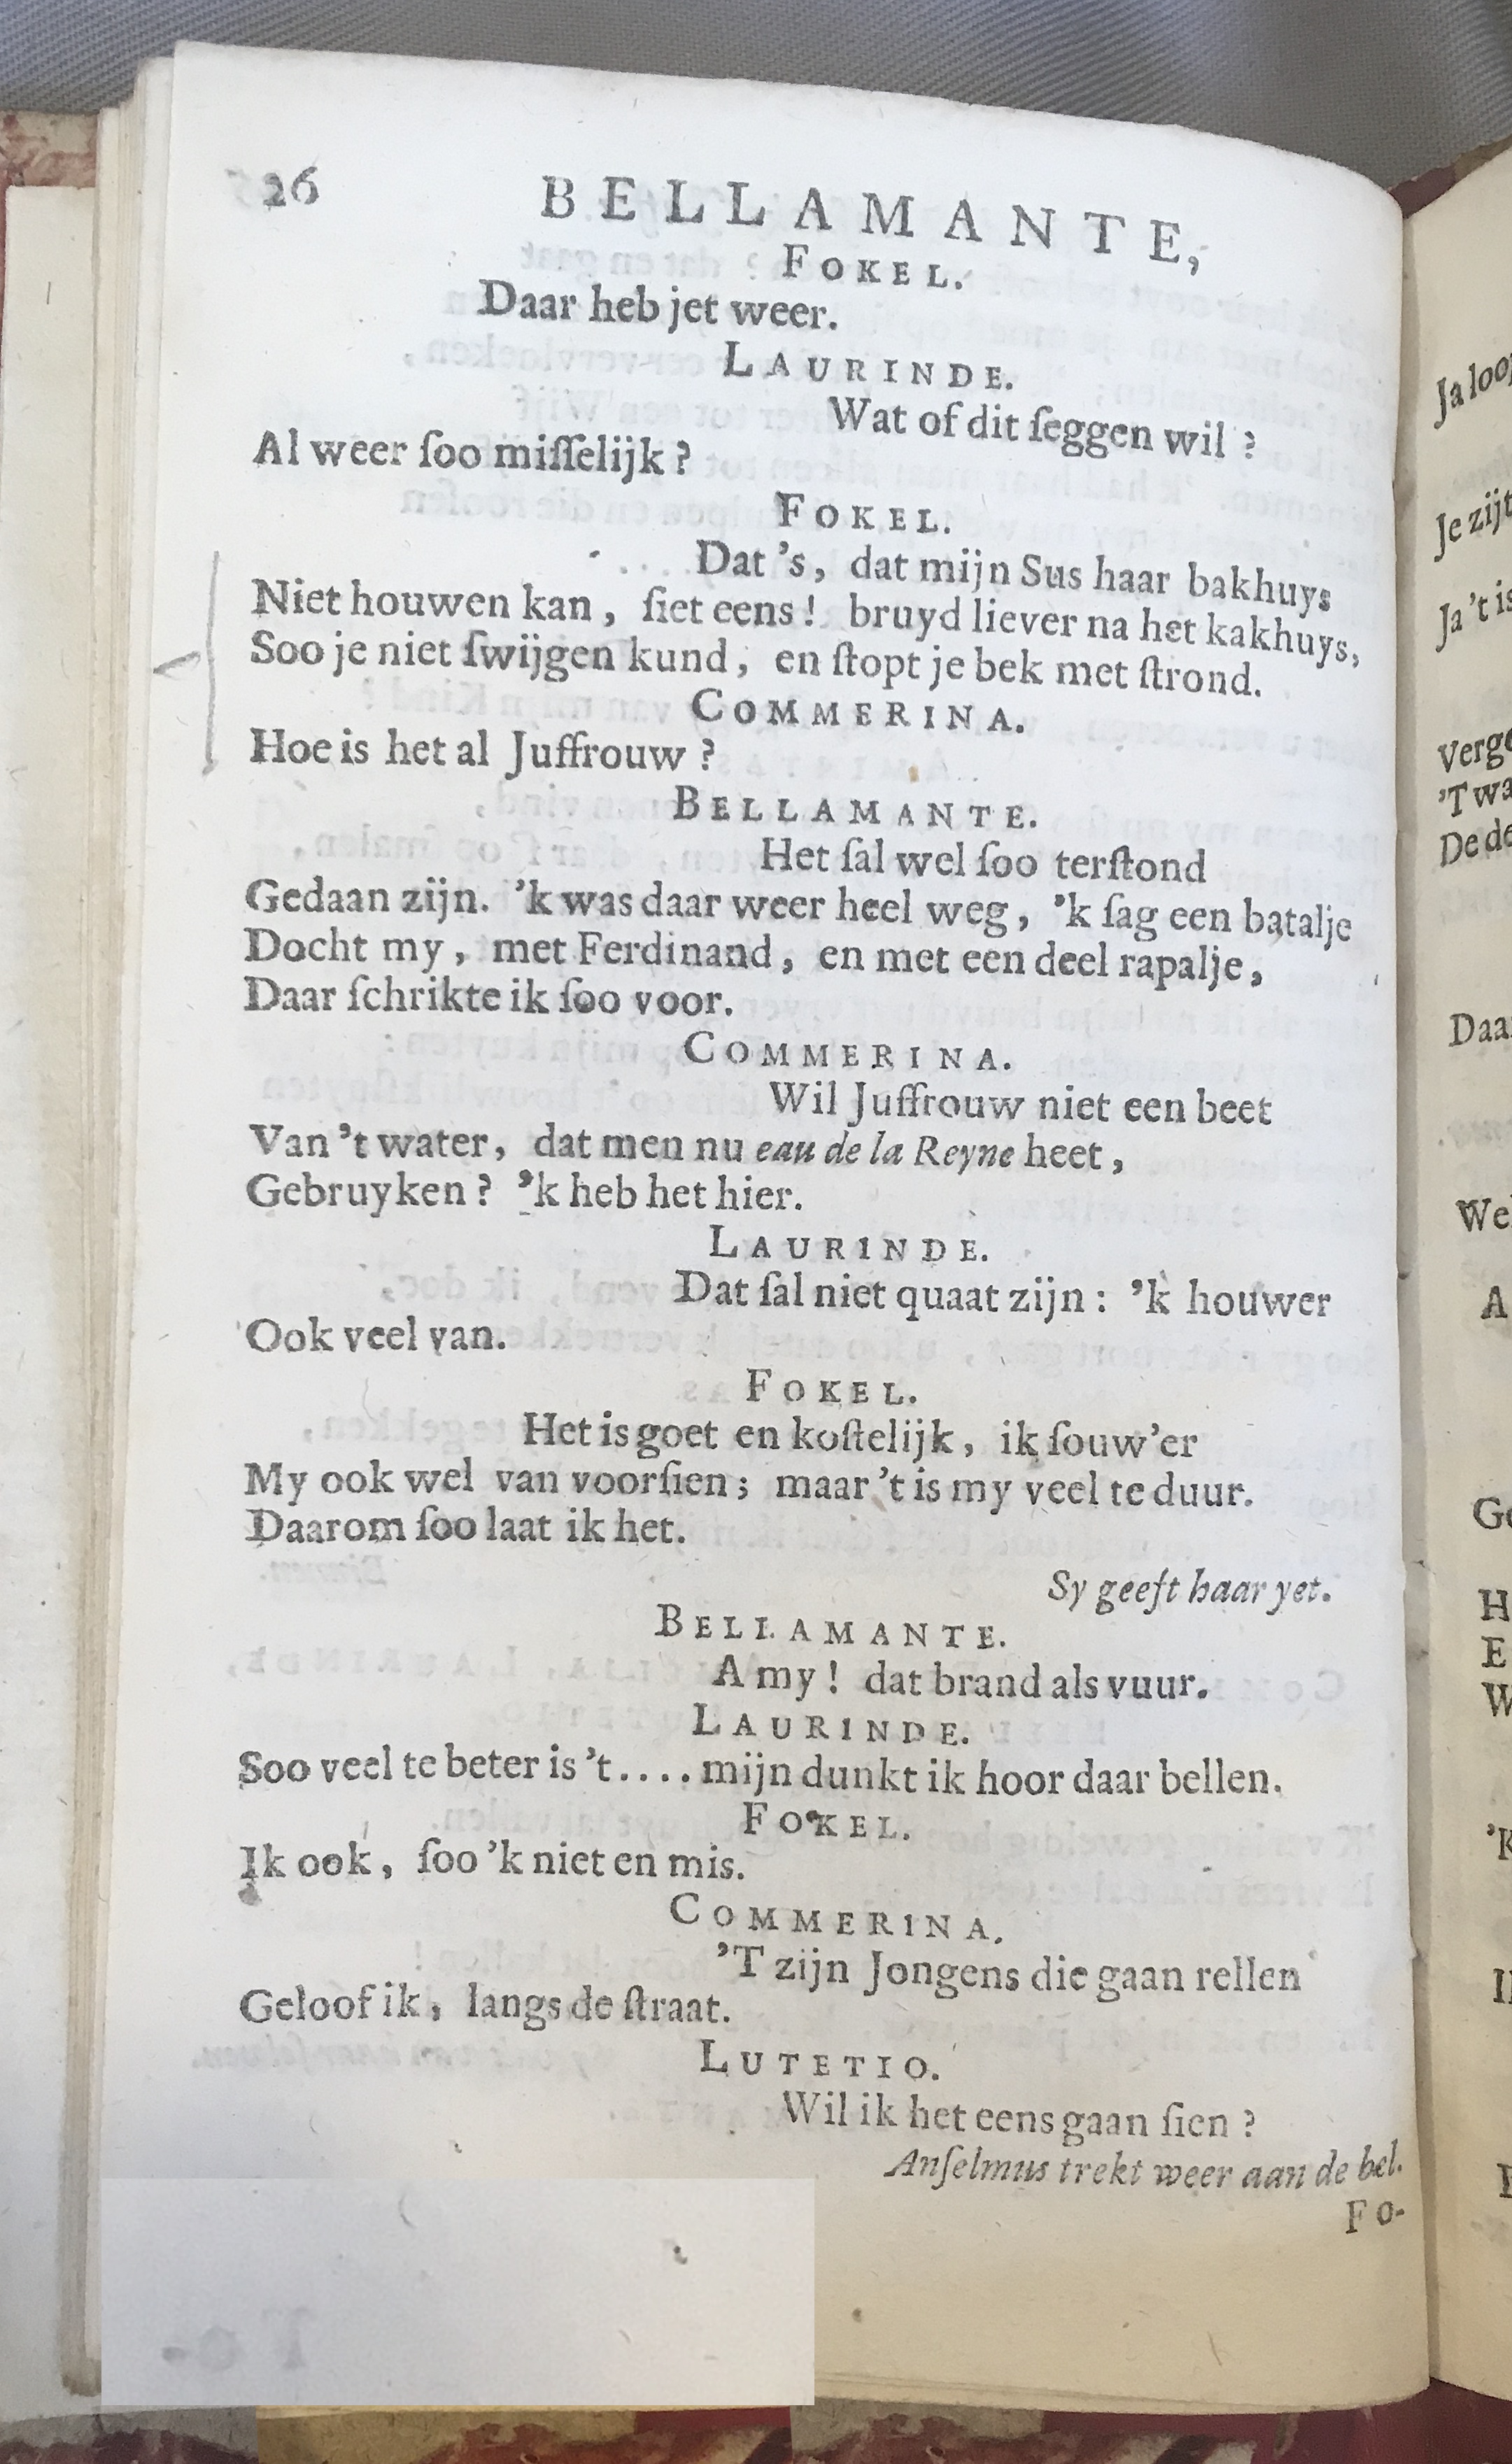 26 BELLAMANTE,
FOKEL.
Daar heb jet weer.
LAURINDE.
Wat of dit ſeggen wil ?
Al weer ſoo miſſelijk ?
FOKEL.
Dat 's, dat mijn Sus haar bakhuys
Niet houwen kan, ſiet eens! bruyd liever na het kakhuys,
Soo je niet ſwijgen kund, en ſtopt je bek met ſtrond.
COMMERINA.
Hoe is het al Juffrouw ?
BELLAMANTE.
Het ſal wel ſoo terſtond
Gedaan zijn. 'k was daar weer heel weg, 'k ſag een batalje
Docht my, met Ferdinand, en met een deel rapalje,
Daar ſchrikte ik ſoo voor.
COMMERINA.
Wil Juffrouw niet een beet
Van 't water, dat men nu eau de la Reyne heet,
Gebruyken ? 'k heb het hier.
LAURINDE.
Dat ſal niet quaat zijn : 'k houwer
Ook veel van.
FOKEL.
Het is goet en koſtelijk, ik ſouw'er
My ook wel van voorſien; maar 't is my veel te duur.
Daarom ſoo laat ik het.
Sy geeft haar yet.
BELLAMANTE.
A my! dat brand als vuur.
LAURINDE.
Soo veel te beter is 't.... mijn dunkt ik hoor daar bellen.
FOKEL.
Ik ook, ſoo 'k niet en mis.
COMMERINA.
'T zijn Jongens die gaan rellen
Geloof ik, langs de ſtraat.
LUTETIO.
Wil ik het eens gaan ſien ?
Anſelmus trekt weer aan de bel.
Fo-
Je zijt
Ja 't is